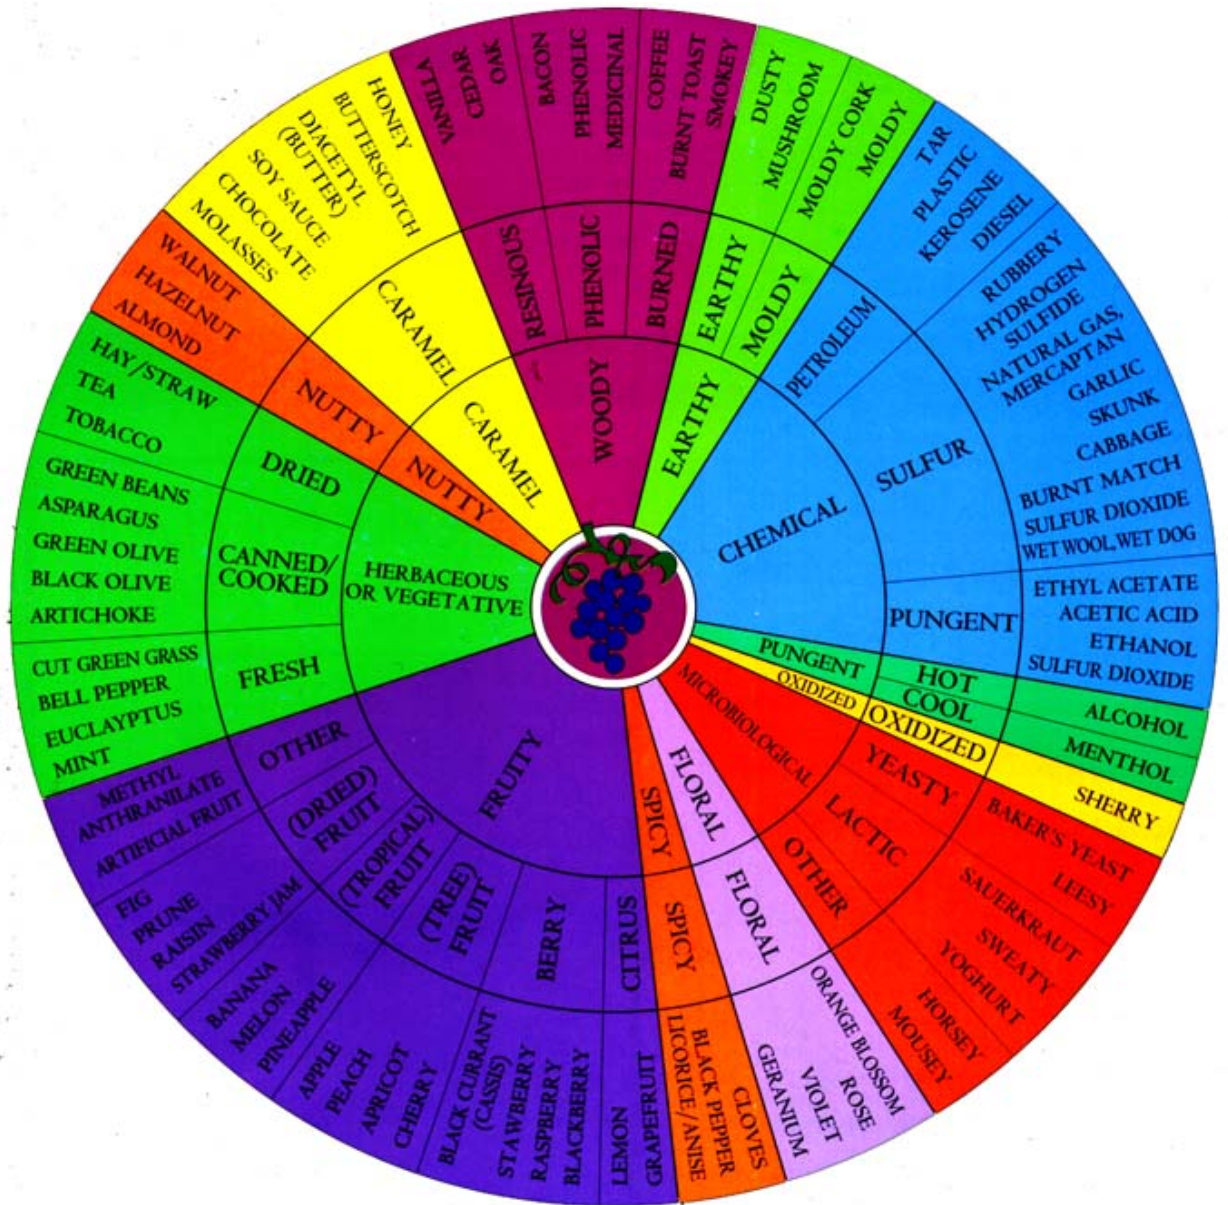 WOODY
RESINOUS
VANILLA
CEDAR
OAK
PHENOLIC
BACON
PHENOLIC
MEDICINAL
BURNED
COFFEE
BURNT TOAST
SMOKEY
EARTHY
EARTHY
DUSTY
MUSHROOM
MOLDY
MOLDY CORK
MOLDY
CHEMICAL
PETROLEUM
TAR
PLASTIC
KEROSENE
DIESEL
SULFUR
RUBBERY
HYDROGEN
SULFIDE
NATURAL GAS,
MERCAPTAN
GARLIC
SKUNK
CABBAGE
BURNT MATCH
SULFUR DIOXIDE
WET WOOL, WET DOG
PUNGENT
ETHYL ACETATE
ACETIC ACID
ETHANOL
SULFUR DIOXIDE
PUNGENT
HOT
ALCOHOL
COOL
MENTHOL
OXIDIZED
OXIDIZED
SHERRY
MICROBIOLOGICAL
YEASTY
BAKER'S YEAST
LEESY
LACTIC
SAUERKRAUT
SWEATY
YOGHURT
OTHER
HORSEY
MOUSEY
FLORAL
FLORAL
ORANGE BLOSSOM
ROSE
VIOLET
GERANIUM
SPICY
SPICY
CLOVES
BLACK PEPPER
LICORICE/ANISE
FRUITY
CITRUS
LEMON
GRAPEFRUIT
BERRY
BLACK CURRANT
(CASSIS)
STAWBERRY
RASPBERRY
BLACKBERRY
(TREE)
FRUIT
APPLE
PEACH
APRICOT
CHERRY
(TROPICAL)
FRUIT
BANANA
MELON
PINEAPPLE
(DRIED)
FRUIT
FIG
PRUNE
RAISIN
STRAWBERRY JAM
OTHER
METHYL
ANTHRANILATE
ARTIFICIAL FRUIT
HERBACEOUS
OR VEGETATIVE
FRESH
CUT GREEN GRASS
BELL PEPPER
EUCLAYPTUS
MINT
CANNED/
COOKED
GREEN BEANS
ASPARAGUS
GREEN OLIVE
BLACK OLIVE
ARTICHOKE
DRIED
HAY/STRAW
TEA
TOBACCO
NUTTY
NUTTY
WALNUT
HAZELNUT
ALMOND
CARAMEL
CARAMEL
HONEY
BUTTERSCOTCH
DIACETYL
(BUTTER)
SOY SAUCE
CHOCOLATE
MOLASSES